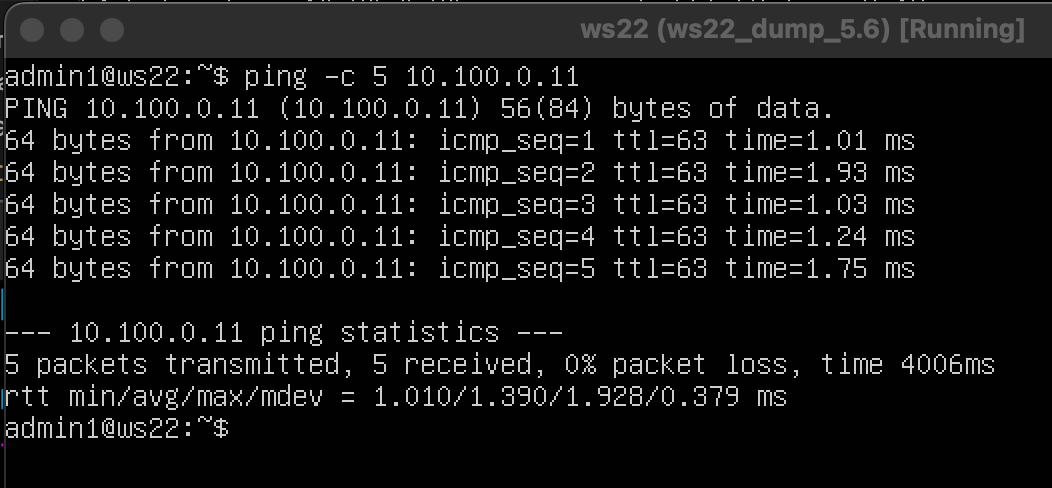 ws22 (ws22_dump_5.6) [Running]
admin1@ws22:~$ ping -c 5 10.100.0.11
PING 10.100.0.11 (10.100.0.11) 56(84) bytes of data.
64 bytes from 10.100.0.11: icmp_seq=1 ttl=63 time=1.01 ms
64 bytes from 10.100.0.11: icmp_seq=2 ttl=63 time=1.93 ms
64 bytes from 10.100.0.11: icmp_seq=3 ttl=63 time=1.03 ms
64 bytes from 10.100.0.11: icmp_seq=4 ttl=63 time=1.24 ms
64 bytes from 10.100.0.11: icmp_seq=5 ttl=63 time=1.75 ms
--- 10.100.0.11 ping statistics ---
5 packets transmitted, 5 received, 0% packet loss, time 4006ms
rtt min/avg/max/mdev = 1.010/1.390/1.928/0.379 ms
admin1@ws22:~$